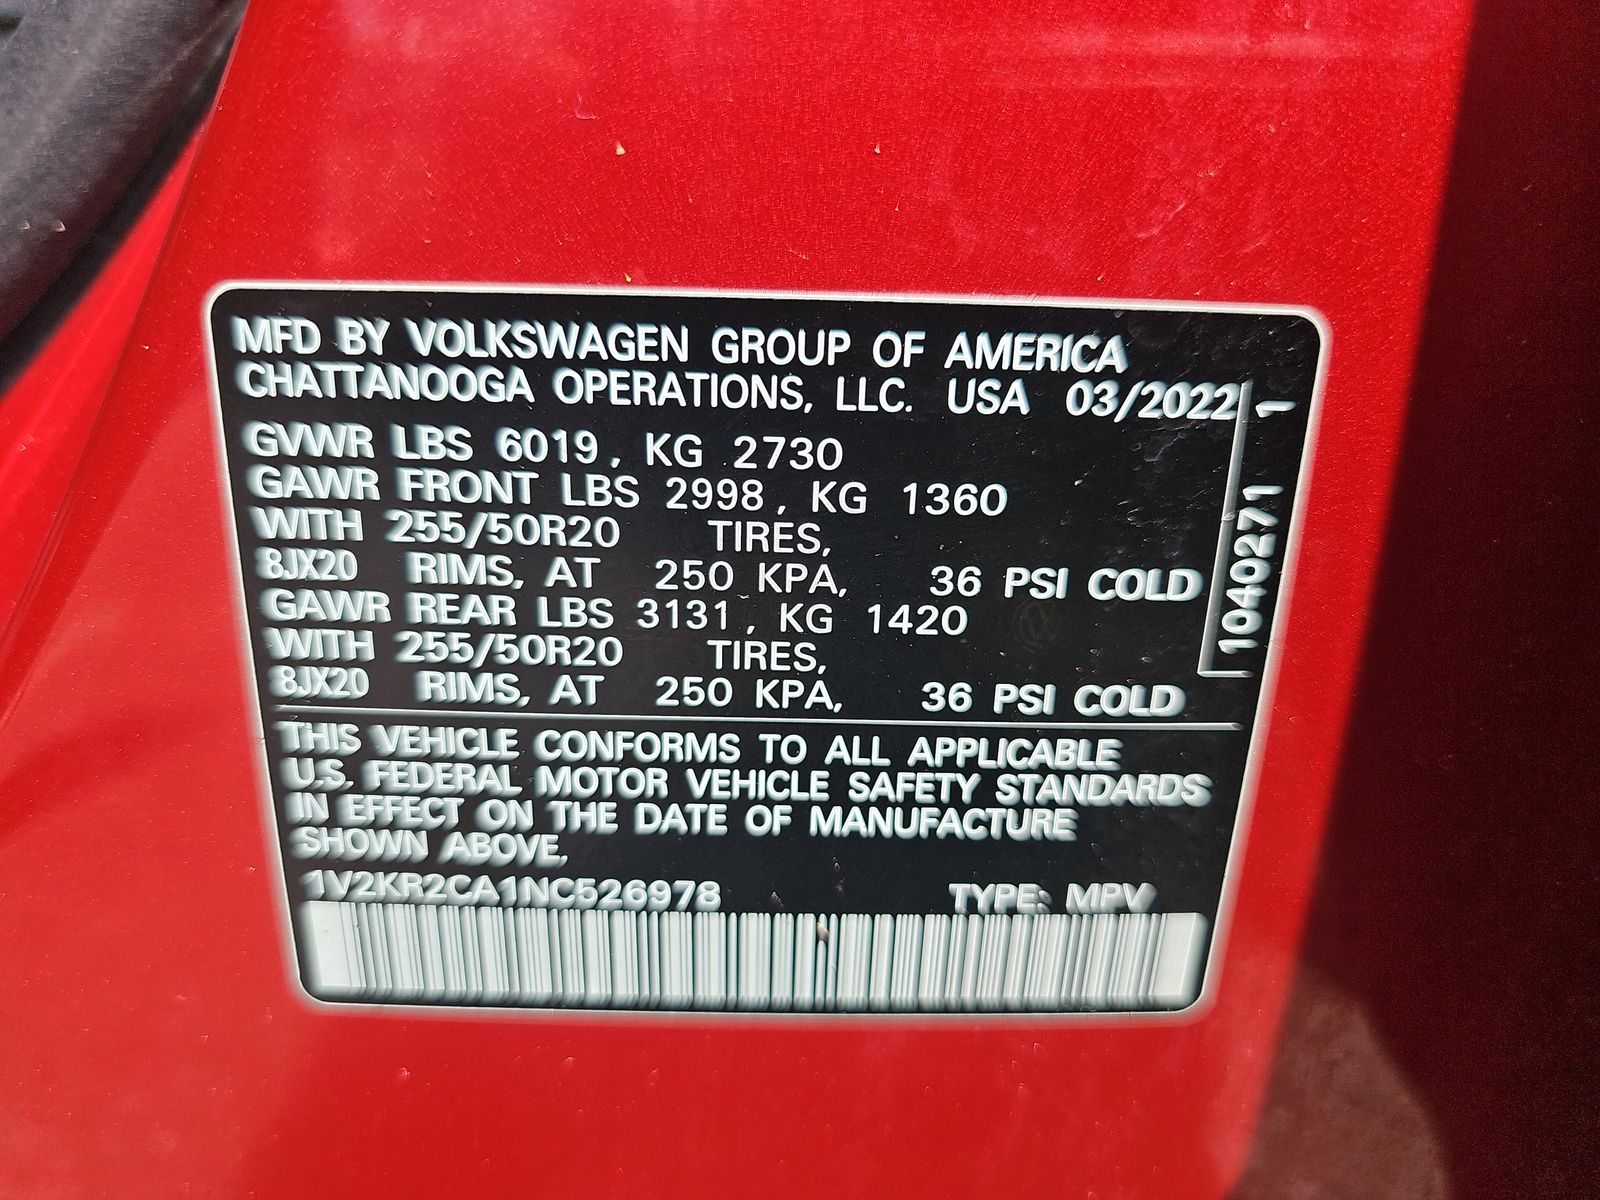 MFD BY VOLKSWAGEN GROUP OF AMERICA
CHATTANOOGA OPERATIONS, LLC. USA 03/2022
GVWR LBS 6019, KG 2730
GAWR FRONT LBS 2998, KG 1360
WITH 255/50R20 TIRES,
8JX20 RIMS, AT 250 KPA, 36 PSI COLD
GAWR REAR LBS 3131, KG 1420
WITH 255/50R20 TIRES,
8JX20 RIMS, AT 250 KPA, 36 PSI COLD
1040271 1
THIS VEHICLE CONFORMS TO ALL APPLICABLE
U.S. FEDERAL MOTOR VEHICLE SAFETY STANDARDS
IN EFFECT ON THE DATE OF MANUFACTURE
SHOWN ABOVE.
1V2KR2CA1NC526978 TYPE: MPV